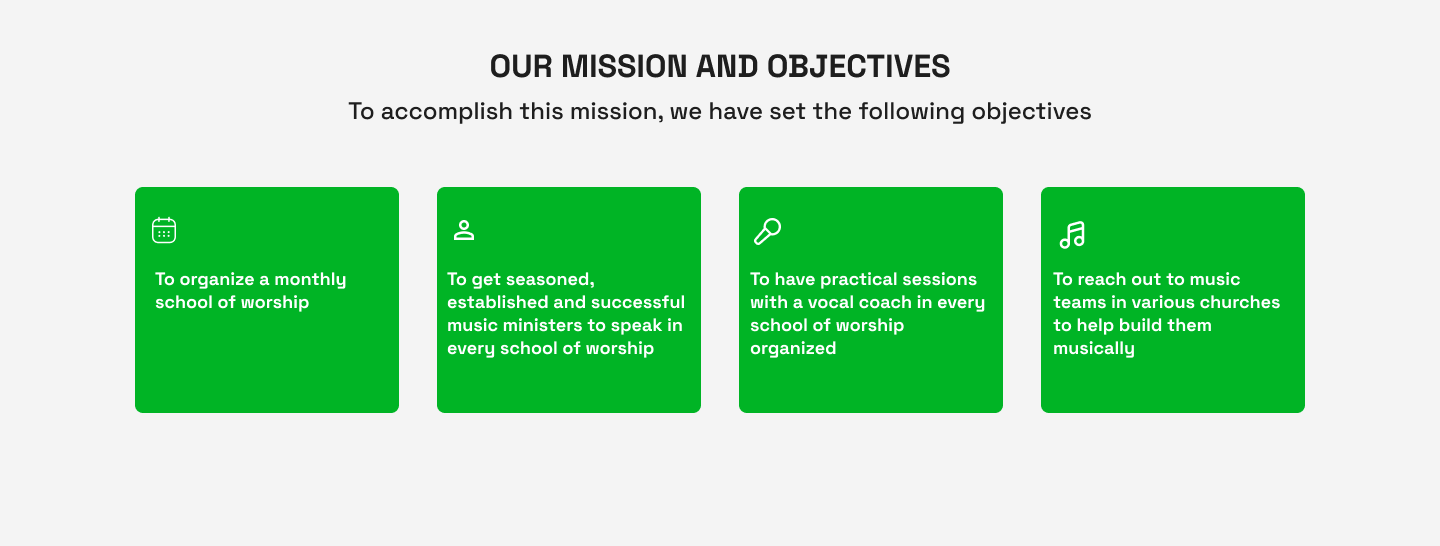 OUR MISSION AND OBJECTIVES
To accomplish this mission, we have set the following objectives
To organize a monthly
school of worship
To get seasoned,
established and successful
music ministers to speak in
every school of worship
To have practical sessions
with a vocal coach in every
school of worship
organized
To reach out to music
teams in various churches
to help build them
musically